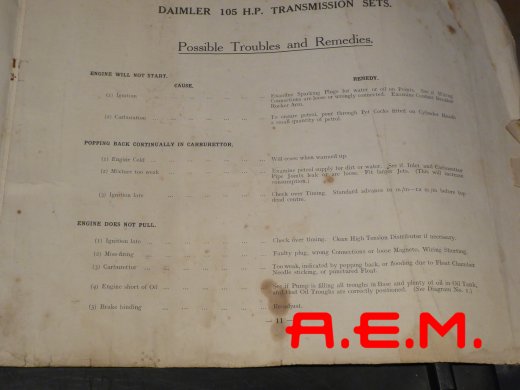 DAIMLER 105 H.P. TRANSMISSION SETS.
Possible Troubles and Remedies.
ENGINE WILL NOT START.
CAUSE. REMEDY.
(1) Ignition ... Examine Sparking Plugs for water or oil on Points. See if Wiring
Connections are loose or wrongly connected. Examine Contact Breaker
Rocker Arm.
(2) Carburation ... To ensure petrol, pour through Pet Cocks fitted on Cylinder Heads
a small quantity of petrol.
POPPING BACK CONTINUALLY IN CARBURETTOR.
(1) Engine Cold ... Will cease when warmed up.
(2) Mixture too weak ... Examine petrol supply for dirt or water. See if Inlet, and Carburettor
Pipe Joints leak or are loose. Fit larger Jets. (This will increase
consumption.)
(3) Ignition late ... Check over Timing. Standard advance 10 m/m—12 m/m before top
dead centre.
ENGINE DOES NOT PULL.
(1) Ignition late ... Check over timing. Clean High Tension Distributor if necessary.
(2) Miss-firing ... Faulty plug, wrong Connections or loose Magneto, Wiring Shorting.
(3) Carburettor ... Too weak, indicated by popping back, or flooding due to Float Chamber
Needle sticking, or punctured Float.
(4) Engine short of Oil ... See if Pump is filling all troughs in Base and plenty of oil in Oil Tank,
and that Oil Troughs are correctly positioned. (See Diagram No. 1.)
(5) Brake binding ... Readjust.
— 11 —
A.E.M.